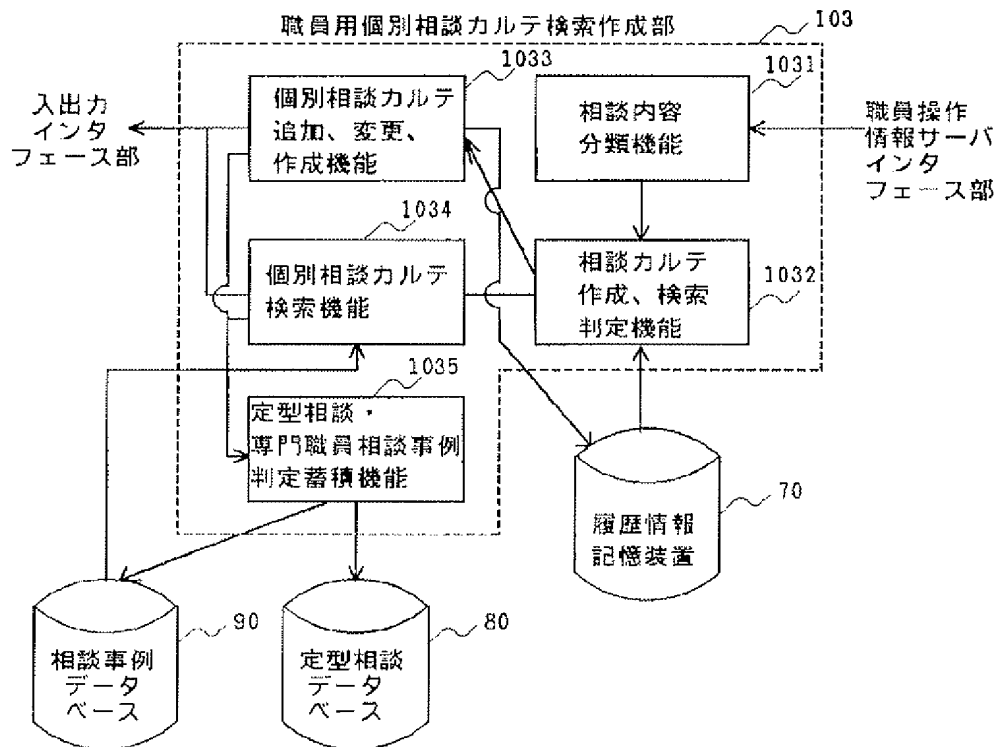 職員用個別相談カルテ検索作成部
103
1033
1031
個別相談カルテ
追加、変更、
作成機能
相談内容
分類機能
入出力
インタ
フェース部
職員操作
情報サーバ
インタ
フェース部
1034
個別相談カルテ
検索機能
相談カルテ
作成、検索
判定機能
1032
1035
定型相談・
専門職員相談事例
判定蓄積機能
70
履歴情報
記憶装置
90
相談事例
データ
ベース
80
定型相談
データ
ベース